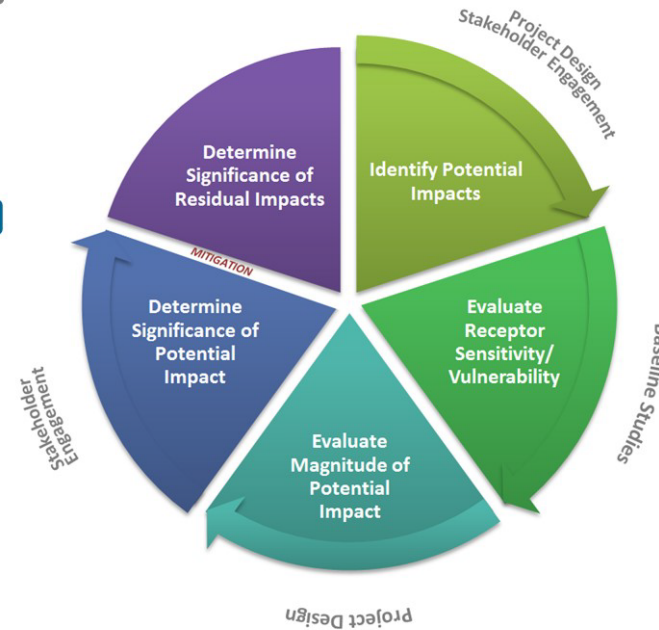 Project Design
Stakeholder Engagement
Identify Potential
Impacts
Evaluate
Receptor
Sensitivity/
Vulnerability
Baseline Studies
Evaluate
Magnitude of
Potential
Impact
Project Design
Determine
Significance of
Potential
Impact
Stakeholder
Engagement
MITIGATION
Determine
Significance of
Residual Impacts